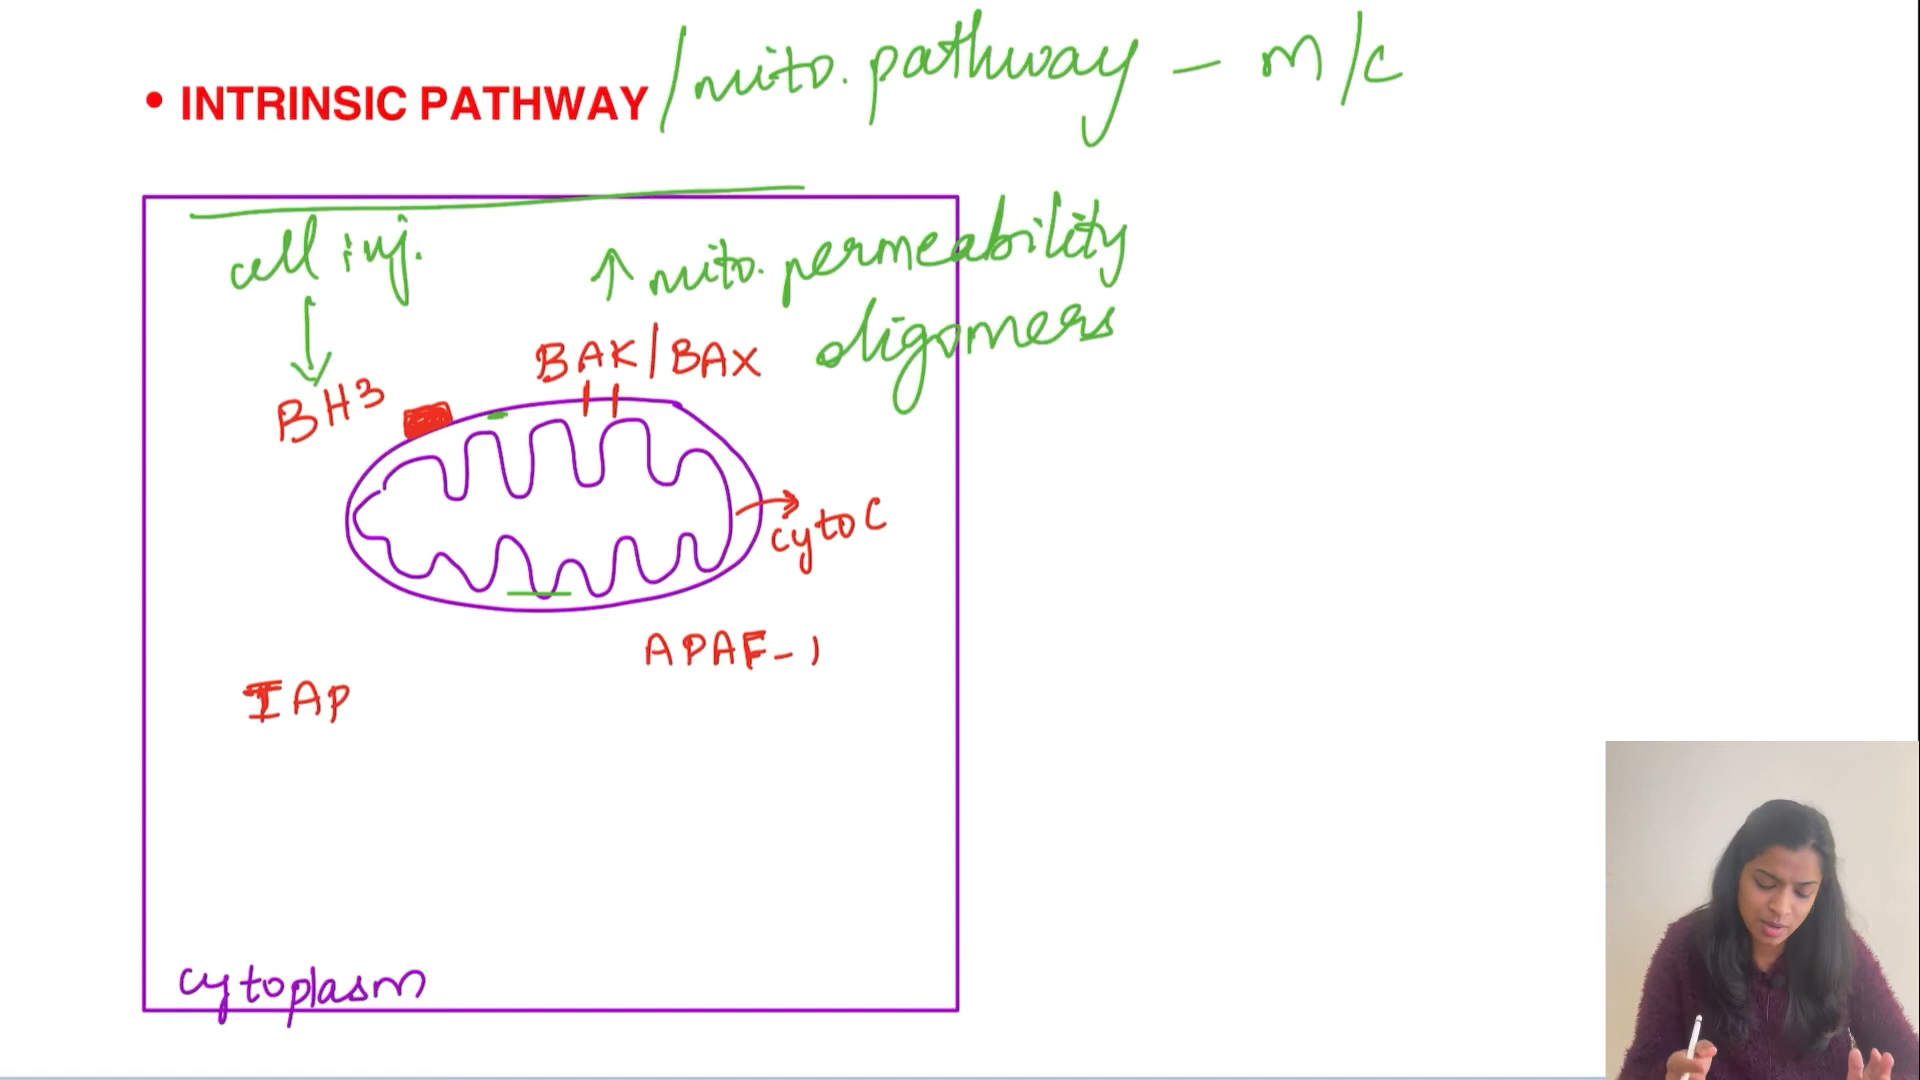 • INTRINSIC PATHWAY / mito. pathway – m/c
cell inj.
↑ mito. permeability
oligomers
BAK/BAX
BH3
cyto C
APAF-1
IAP
cytoplasm